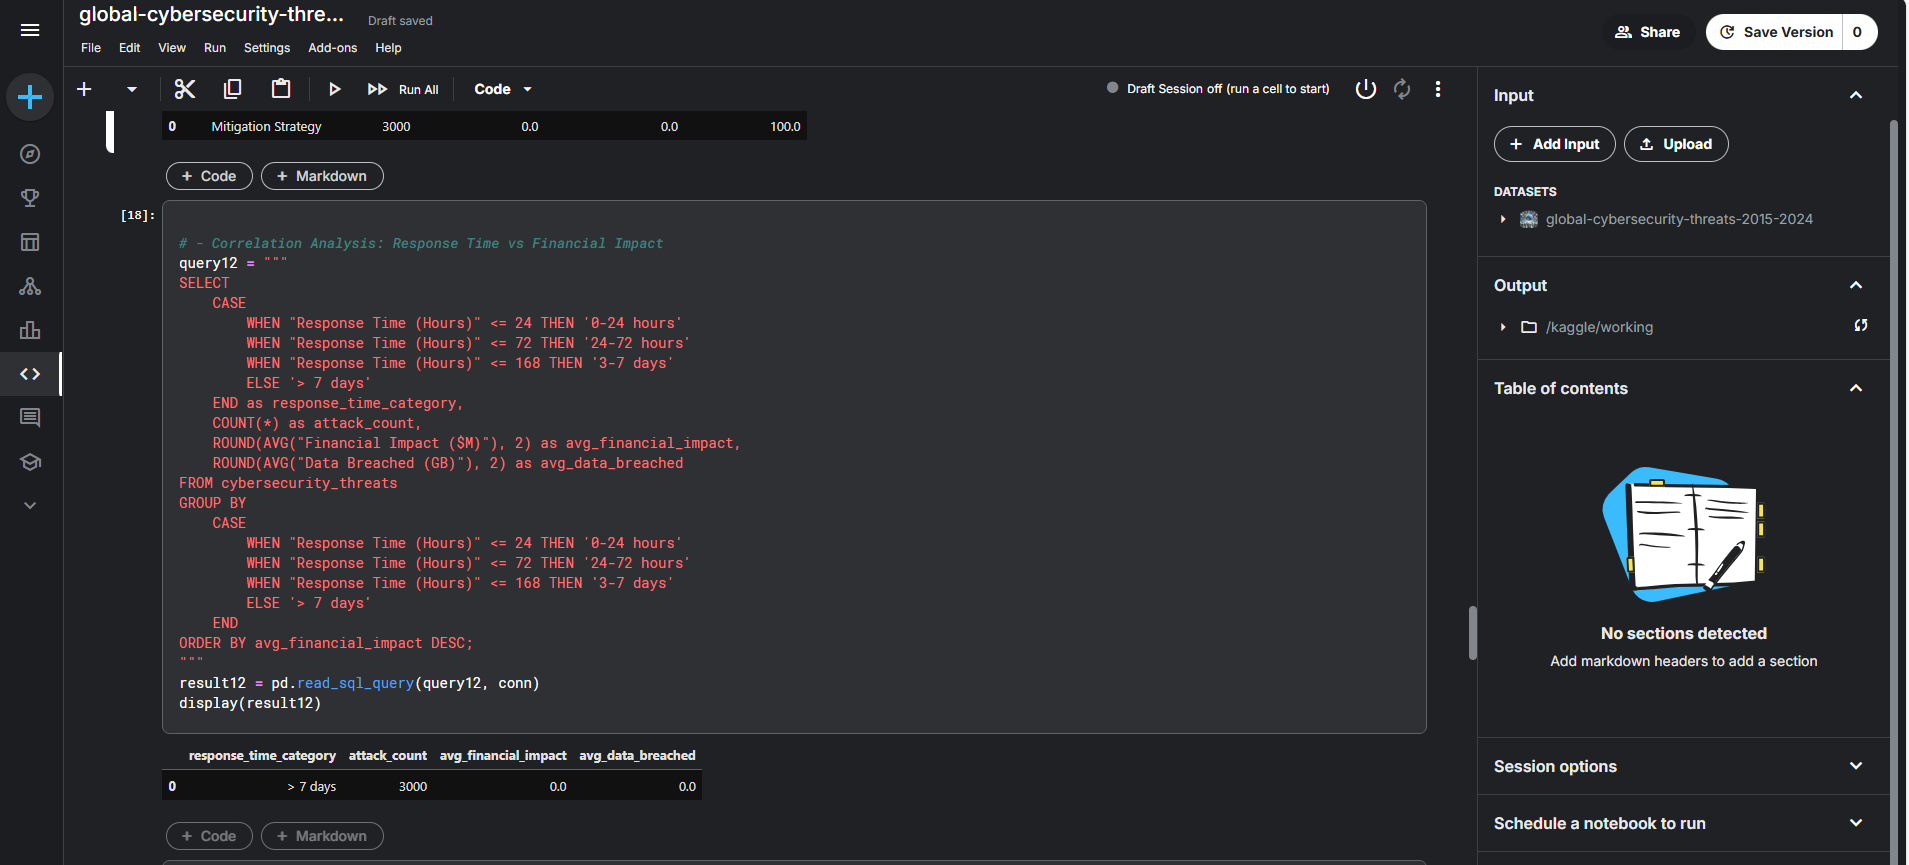 global-cybersecurity-thre... Draft saved
File Edit View Run Settings Add-ons Help
Share
Save Version 0
Run All
Code
Draft Session off (run a cell to start)
0 Mitigation Strategy 3000 0.0 0.0 100.0
+ Code + Markdown
[18]:
# - Correlation Analysis: Response Time vs Financial Impact
query12 = """
SELECT
    CASE
        WHEN "Response Time (Hours)" <= 24 THEN '0-24 hours'
        WHEN "Response Time (Hours)" <= 72 THEN '24-72 hours'
        WHEN "Response Time (Hours)" <= 168 THEN '3-7 days'
        ELSE '> 7 days'
    END as response_time_category,
    COUNT(*) as attack_count,
    ROUND(AVG("Financial Impact ($M)"), 2) as avg_financial_impact,
    ROUND(AVG("Data Breached (GB)"), 2) as avg_data_breached
FROM cybersecurity_threats
GROUP BY
    CASE
        WHEN "Response Time (Hours)" <= 24 THEN '0-24 hours'
        WHEN "Response Time (Hours)" <= 72 THEN '24-72 hours'
        WHEN "Response Time (Hours)" <= 168 THEN '3-7 days'
        ELSE '> 7 days'
    END
ORDER BY avg_financial_impact DESC;
"""
result12 = pd.read_sql_query(query12, conn)
display(result12)
response_time_category attack_count avg_financial_impact avg_data_breached
0 > 7 days 3000 0.0 0.0
+ Code + Markdown
Input
+ Add Input
Upload
DATASETS
global-cybersecurity-threats-2015-2024
Output
/kaggle/working
Table of contents
No sections detected
Add markdown headers to add a section
Session options
Schedule a notebook to run